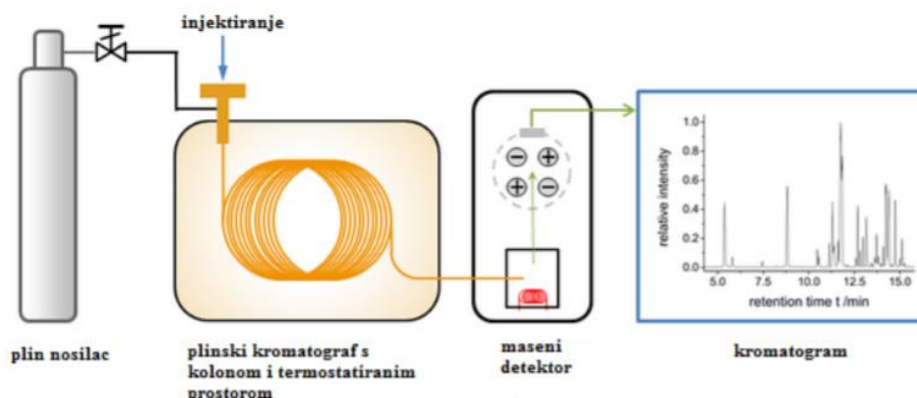 injektiranje
plin nosilac
plinski kromatograf s
kolonom i termostatiranim
prostorom
maseni
detektor
relative intensity
1.0
0.8
0.6
0.4
0.2
0.0
5.0 7.5 10.0 12.5 15.0
retention time t /min
kromatogram